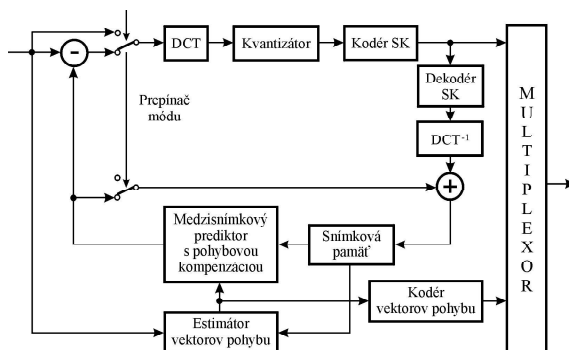 -
DCT
Kvantizátor
Kodér SK
Dekodér
SK
DCT⁻¹
+
Prepínač
módu
Medzisnímkový
prediktor
s pohybovou
kompenzáciou
Snímková
pamäť
Estimátor
vektorov pohybu
Kodér
vektorov pohybu
M
U
L
T
I
P
L
E
X
O
R